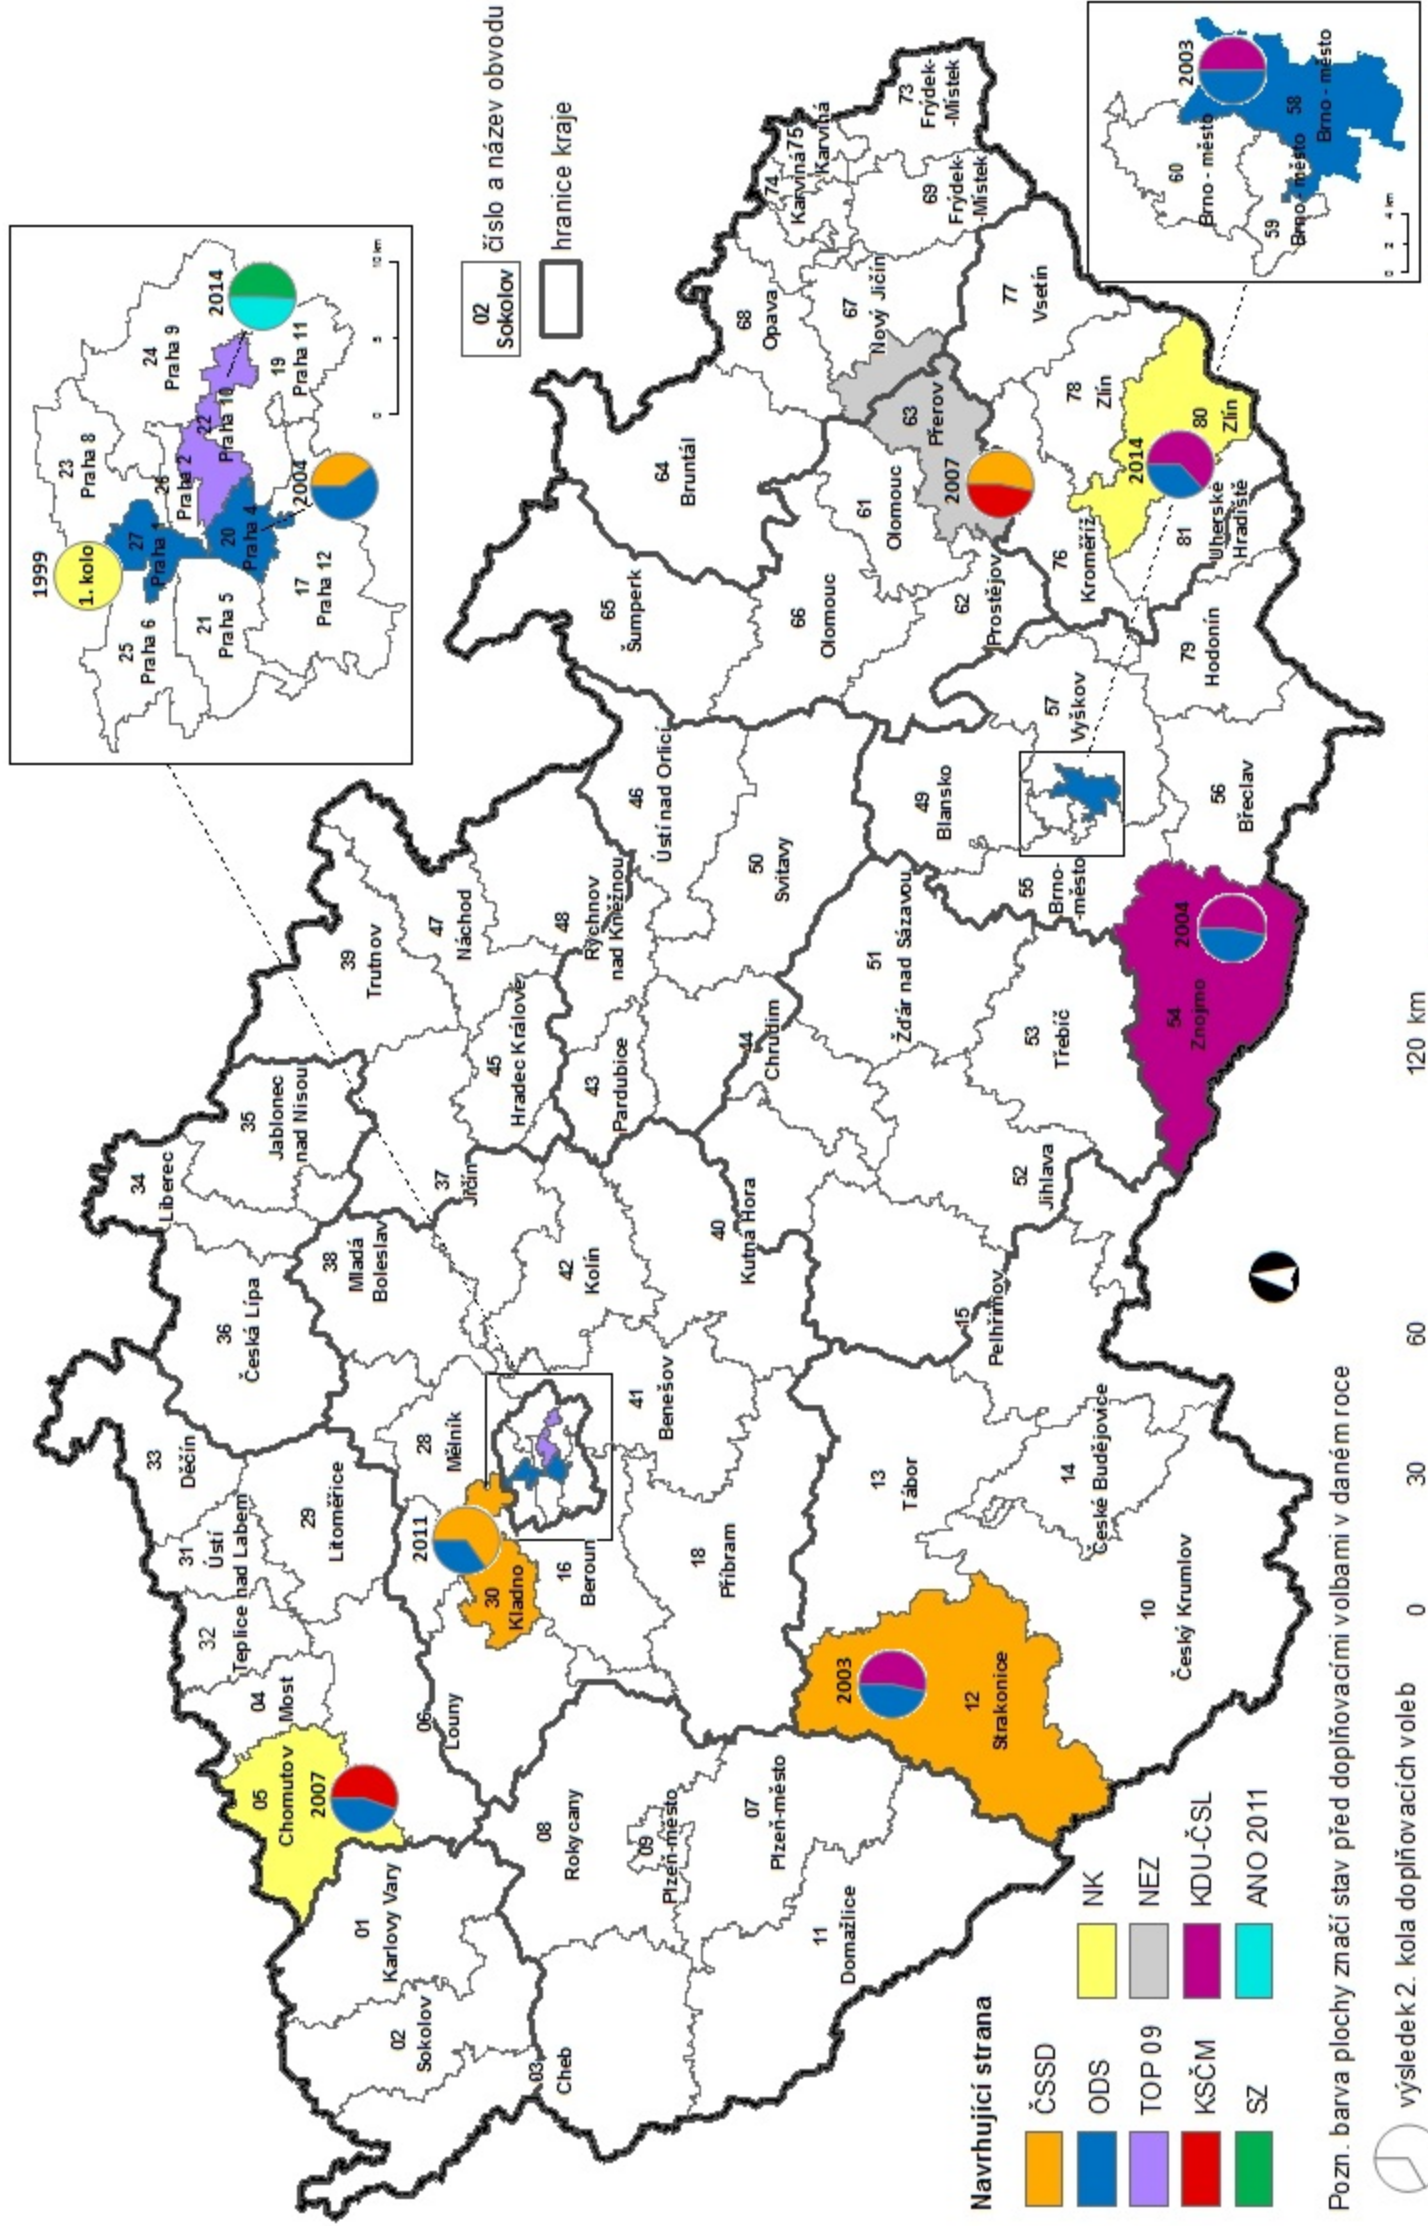 1999
1. kolo
23
Praha 8
24
Praha 9
25
Praha 6
27
Praha 1
26
Praha 2
22
Praha 10
2014
21
Praha 5
20
Praha 4
2004
19
Praha 11
17
Praha 12
0 5 10 km
02
Sokolov
číslo a název obvodu
hranice kraje
01
Karlovy Vary
02
Sokolov
03
Cheb
04
Most
05
Chomutov
2007
06
Louny
07
Plzeň-město
08
Rokycany
09
Plzeň-město
10
Český Krumlov
11
Domažlice
2003
12
Strakonice
13
Tábor
14
České Budějovice
15
Pelhřimov
16
Beroun
18
Příbram
28
Mělník
29
Litoměřice
2011
30
Kladno
31
Ústí
nad Labem
32
Teplice
33
Děčín
34
Liberec
35
Jablonec
nad Nisou
36
Česká Lípa
37
Jičín
38
Mladá
Boleslav
39
Trutnov
40
Kutná Hora
41
Benešov
42
Kolín
43
Pardubice
44
Chrudim
45
Hradec Králové
46
Ústí nad Orlicí
47
Náchod
48
Rychnov
nad Kněžnou
49
Blansko
50
Svitavy
51
Žďár nad Sázavou
52
Jihlava
53
Třebíč
2004
54
Znojmo
55
Brno-
-město
56
Břeclav
57
Vyškov
61
Olomouc
62
Prostějov
63
Přerov
2007
64
Bruntál
65
Šumperk
66
Olomouc
67
Nový Jičín
68
Opava
69
Frýdek-
-Místek
73
Frýdek-
-Místek
74
Karviná
75
Karviná
76
Kroměříž
77
Vsetín
78
Zlín
79
Hodonín
2014
80
Zlín
81
Uherské
Hradiště
2003
60
Brno - město
59
Brno - město
58
Brno - město
0 2 4 km
Navrhující strana
ČSSD
ODS
TOP 09
KSČM
SZ
NK
NEZ
KDU-ČSL
ANO 2011
Pozn. barva plochy značí stav před doplňovacími volbami v daném roce
výsledek 2. kola doplňovacích voleb
0 30 60 120 km